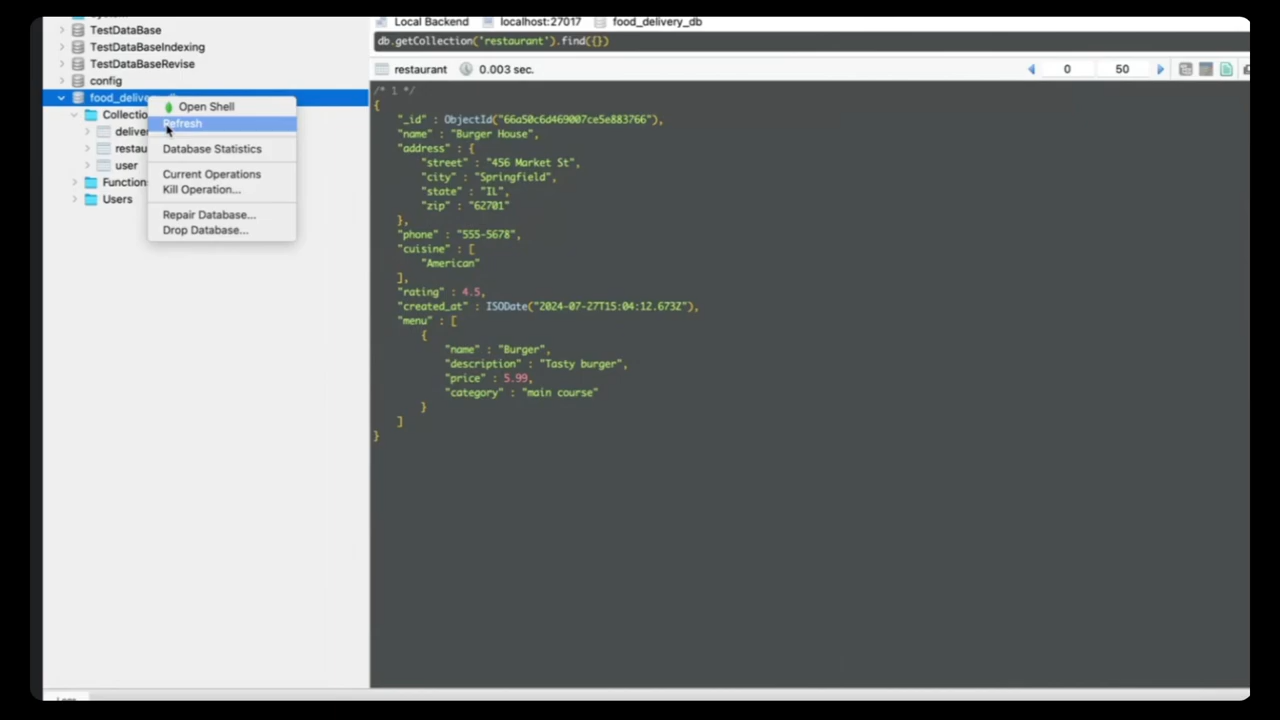 TestDataBase
TestDataBaseIndexing
TestDataBaseRevise
config
Open Shell
Refresh
Database Statistics
Current Operations
Kill Operation...
Repair Database...
Drop Database...
user
Users
Local Backend localhost:27017 food_delivery_db
db.getCollection('restaurant').find({})
restaurant 0.003 sec. 0 50
/* 1 */
{
"_id" : ObjectId("66a50c6d469007ce5e883766"),
"name" : "Burger House",
"address" : {
"street" : "456 Market St",
"city" : "Springfield",
"state" : "IL",
"zip" : "62701"
},
"phone" : "555-5678",
"cuisine" : [
"American"
],
"rating" : 4.5,
"created_at" : ISODate("2024-07-27T15:04:12.673Z"),
"menu" : [
{
"name" : "Burger",
"description" : "Tasty burger",
"price" : 5.99,
"category" : "main course"
}
]
}